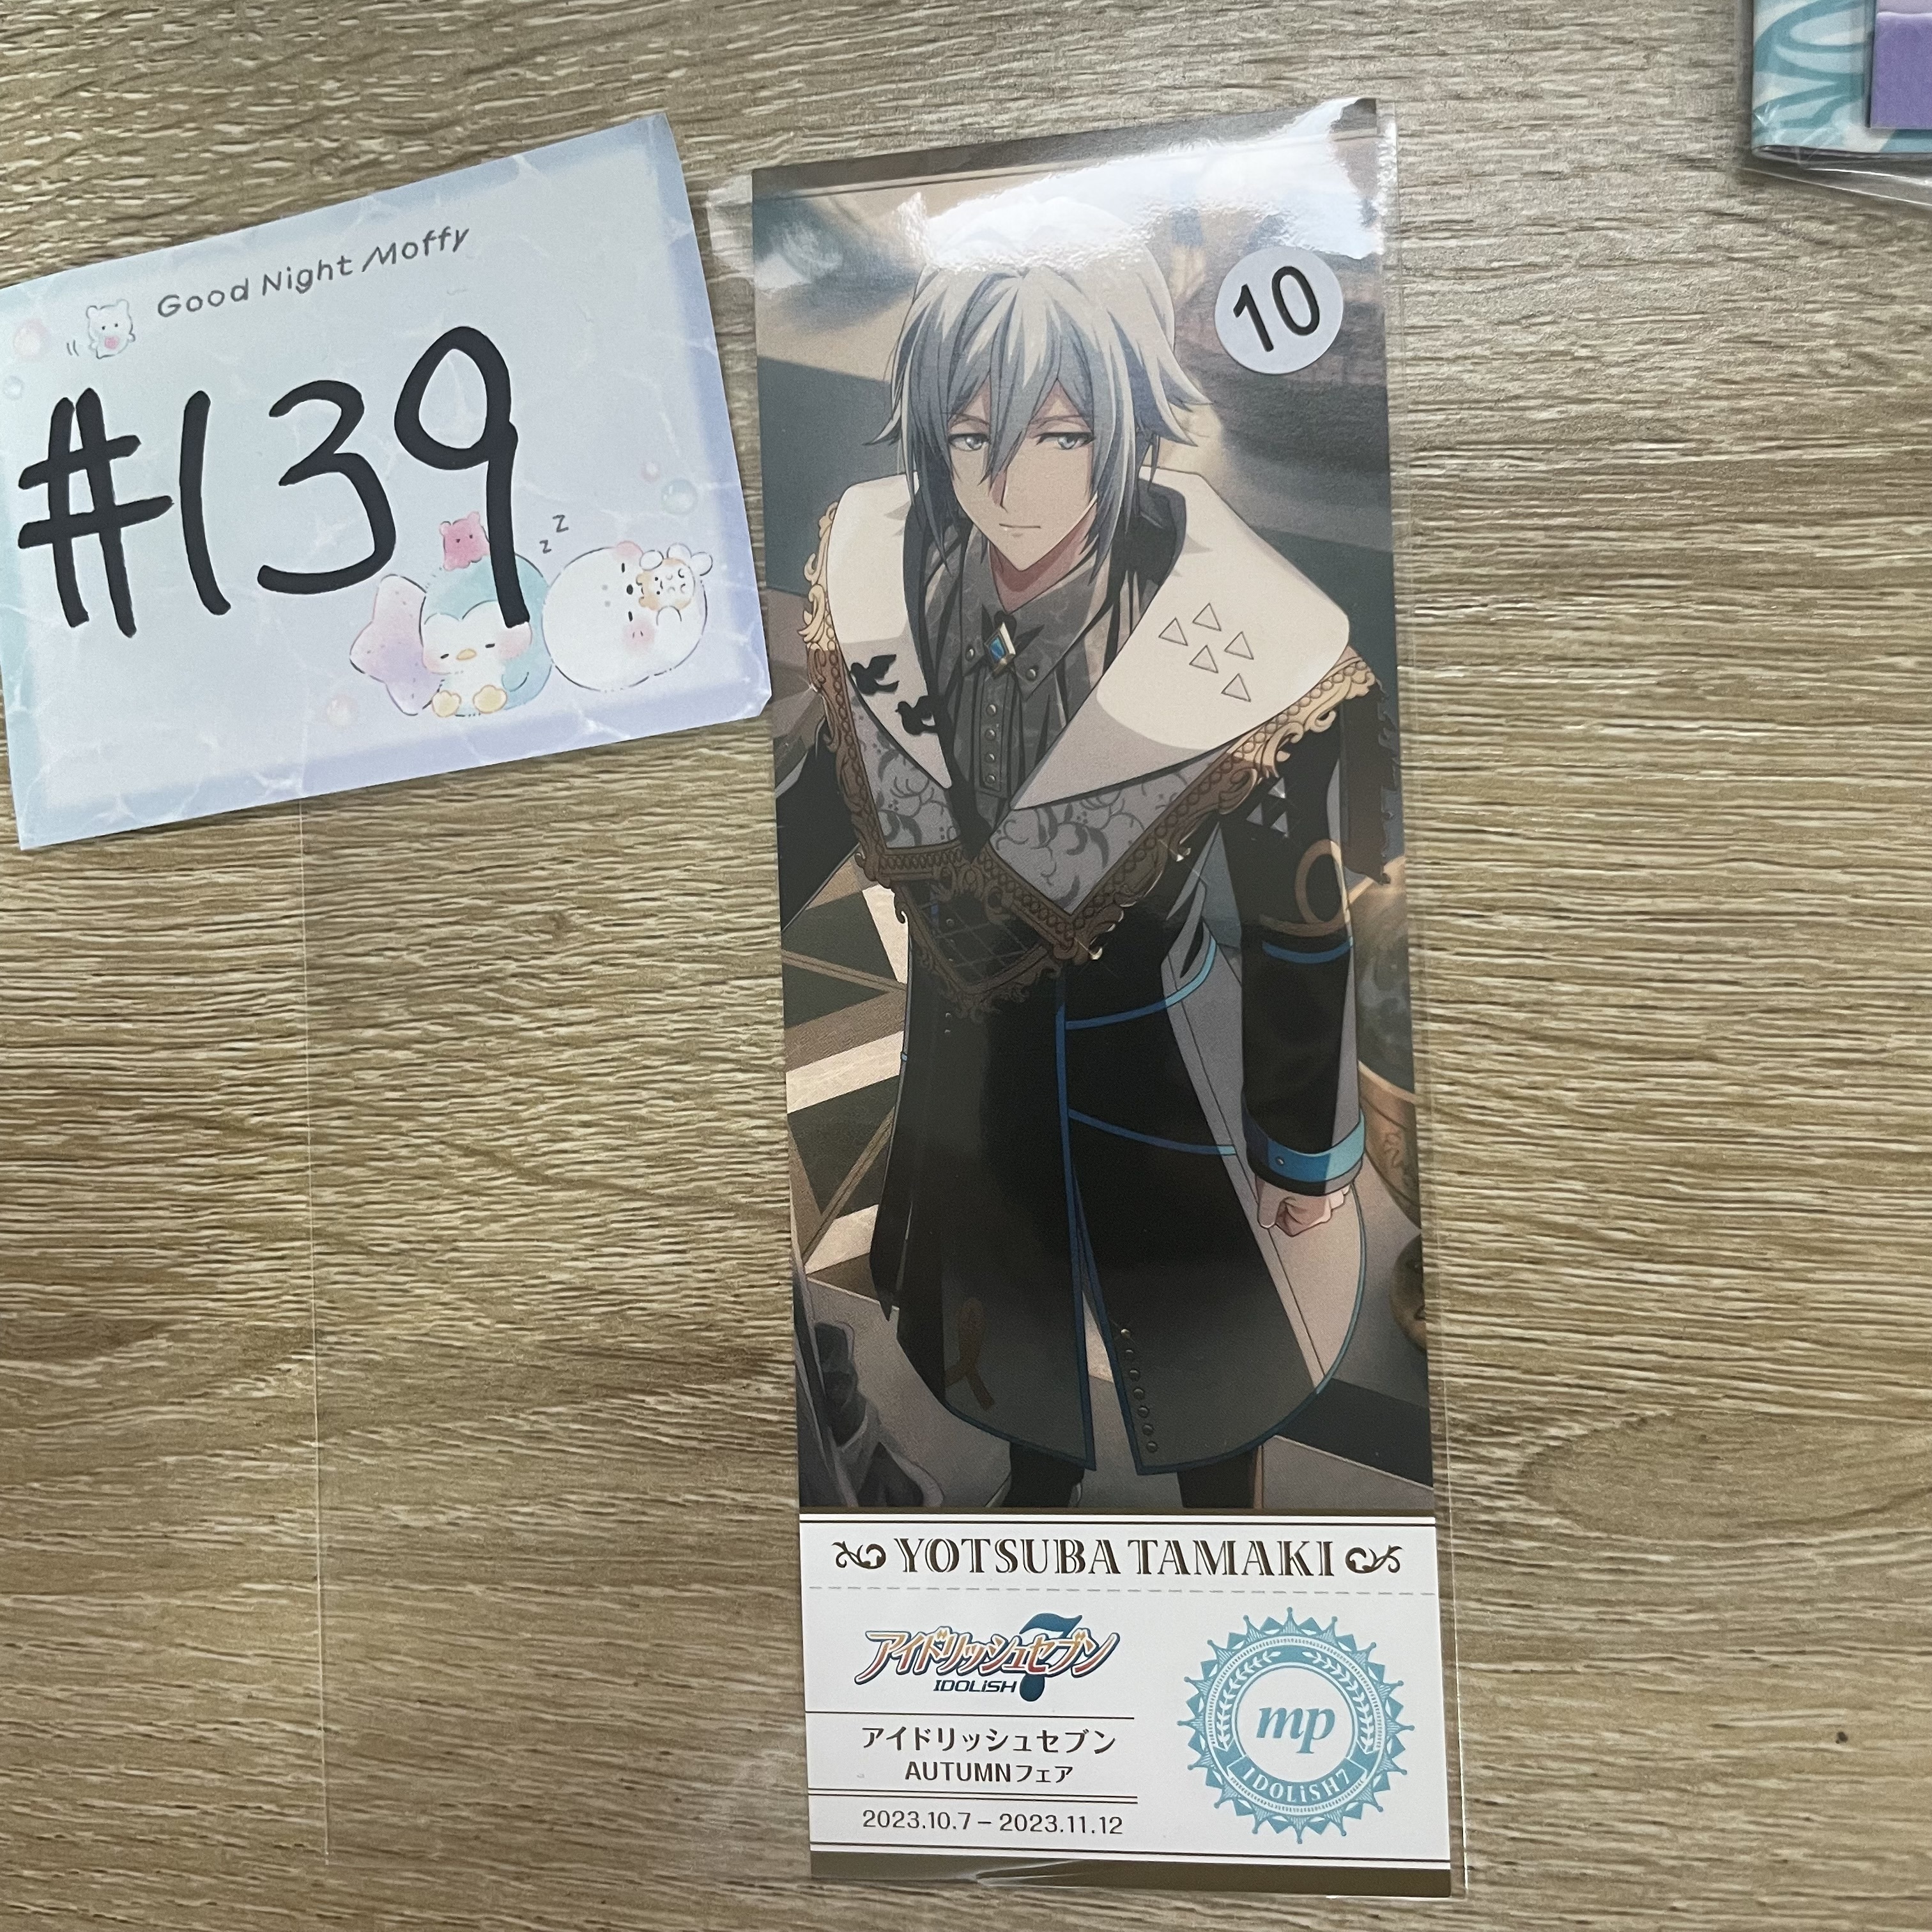 Good Night Moffy
#139
z
z
10
YOTSUBA TAMAKI
アイドリッシュセブン
IDOLiSH7
アイドリッシュセブン
AUTUMNフェア
2023.10.7 – 2023.11.12
mp
IDOLiSH7